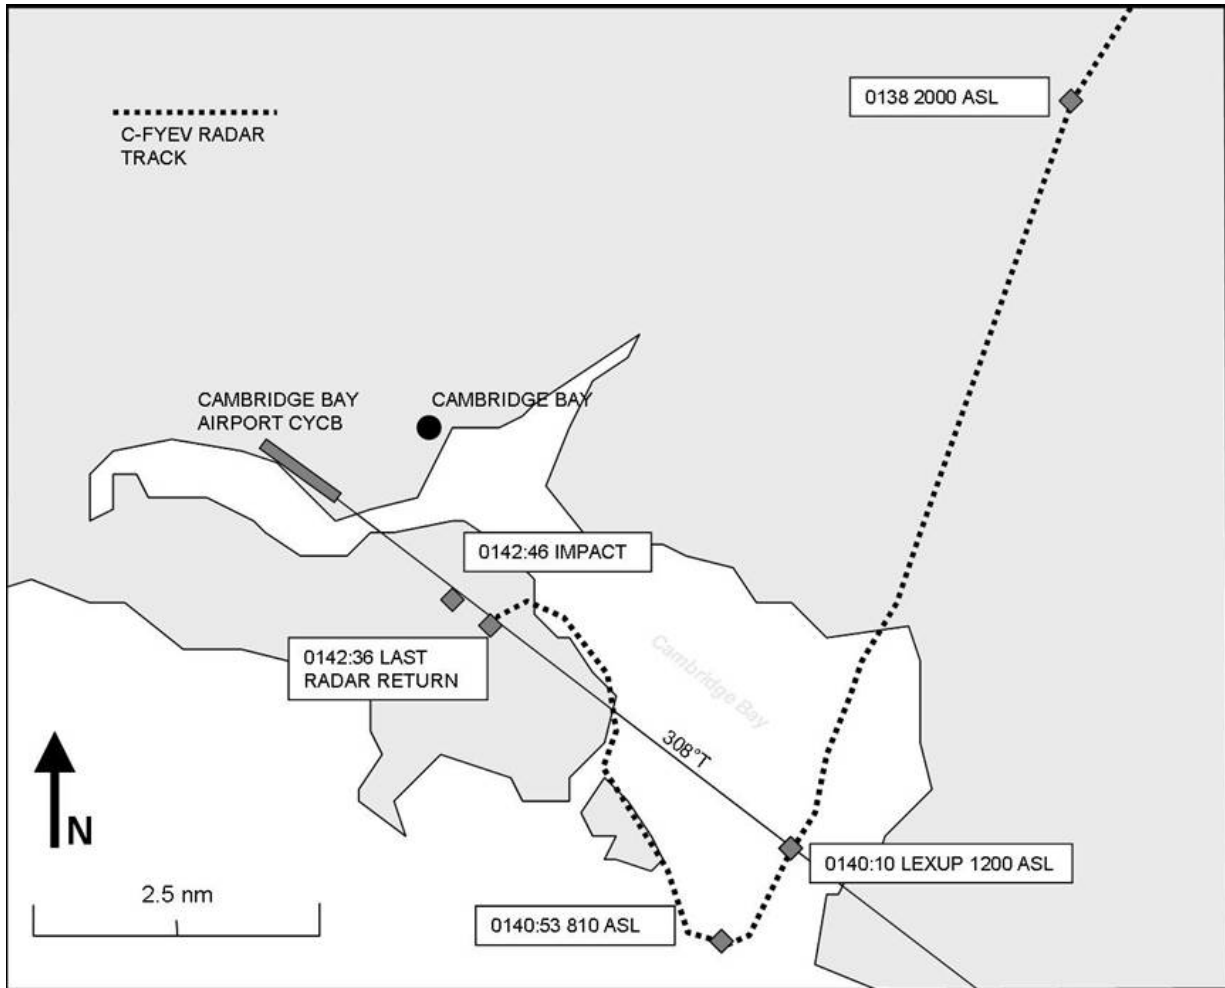 0138 2000 ASL
C-FYEV RADAR
TRACK
CAMBRIDGE BAY
AIRPORT CYCB
CAMBRIDGE BAY
0142:46 IMPACT
0142:36 LAST
RADAR RETURN
Cambridge Bay
308°T
N
0140:10 LEXUP 1200 ASL
2.5 nm
0140:53 810 ASL